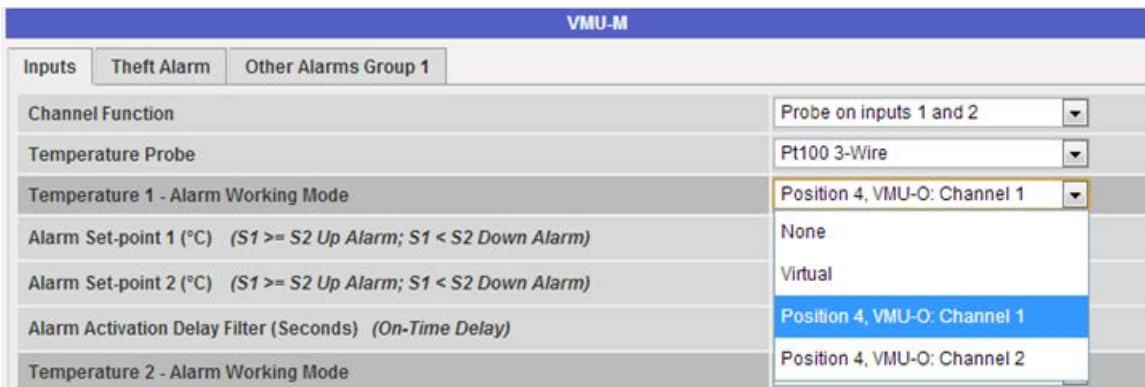 VMU-M
Inputs Theft Alarm Other Alarms Group 1
Channel Function Probe on inputs 1 and 2
Temperature Probe Pt100 3-Wire
Temperature 1 - Alarm Working Mode Position 4, VMU-O: Channel 1
Alarm Set-point 1 (°C) (S1 >= S2 Up Alarm; S1 < S2 Down Alarm) None
Alarm Set-point 2 (°C) (S1 >= S2 Up Alarm; S1 < S2 Down Alarm) Virtual
Alarm Activation Delay Filter (Seconds) (On-Time Delay) Position 4, VMU-O: Channel 1
Temperature 2 - Alarm Working Mode Position 4, VMU-O: Channel 2